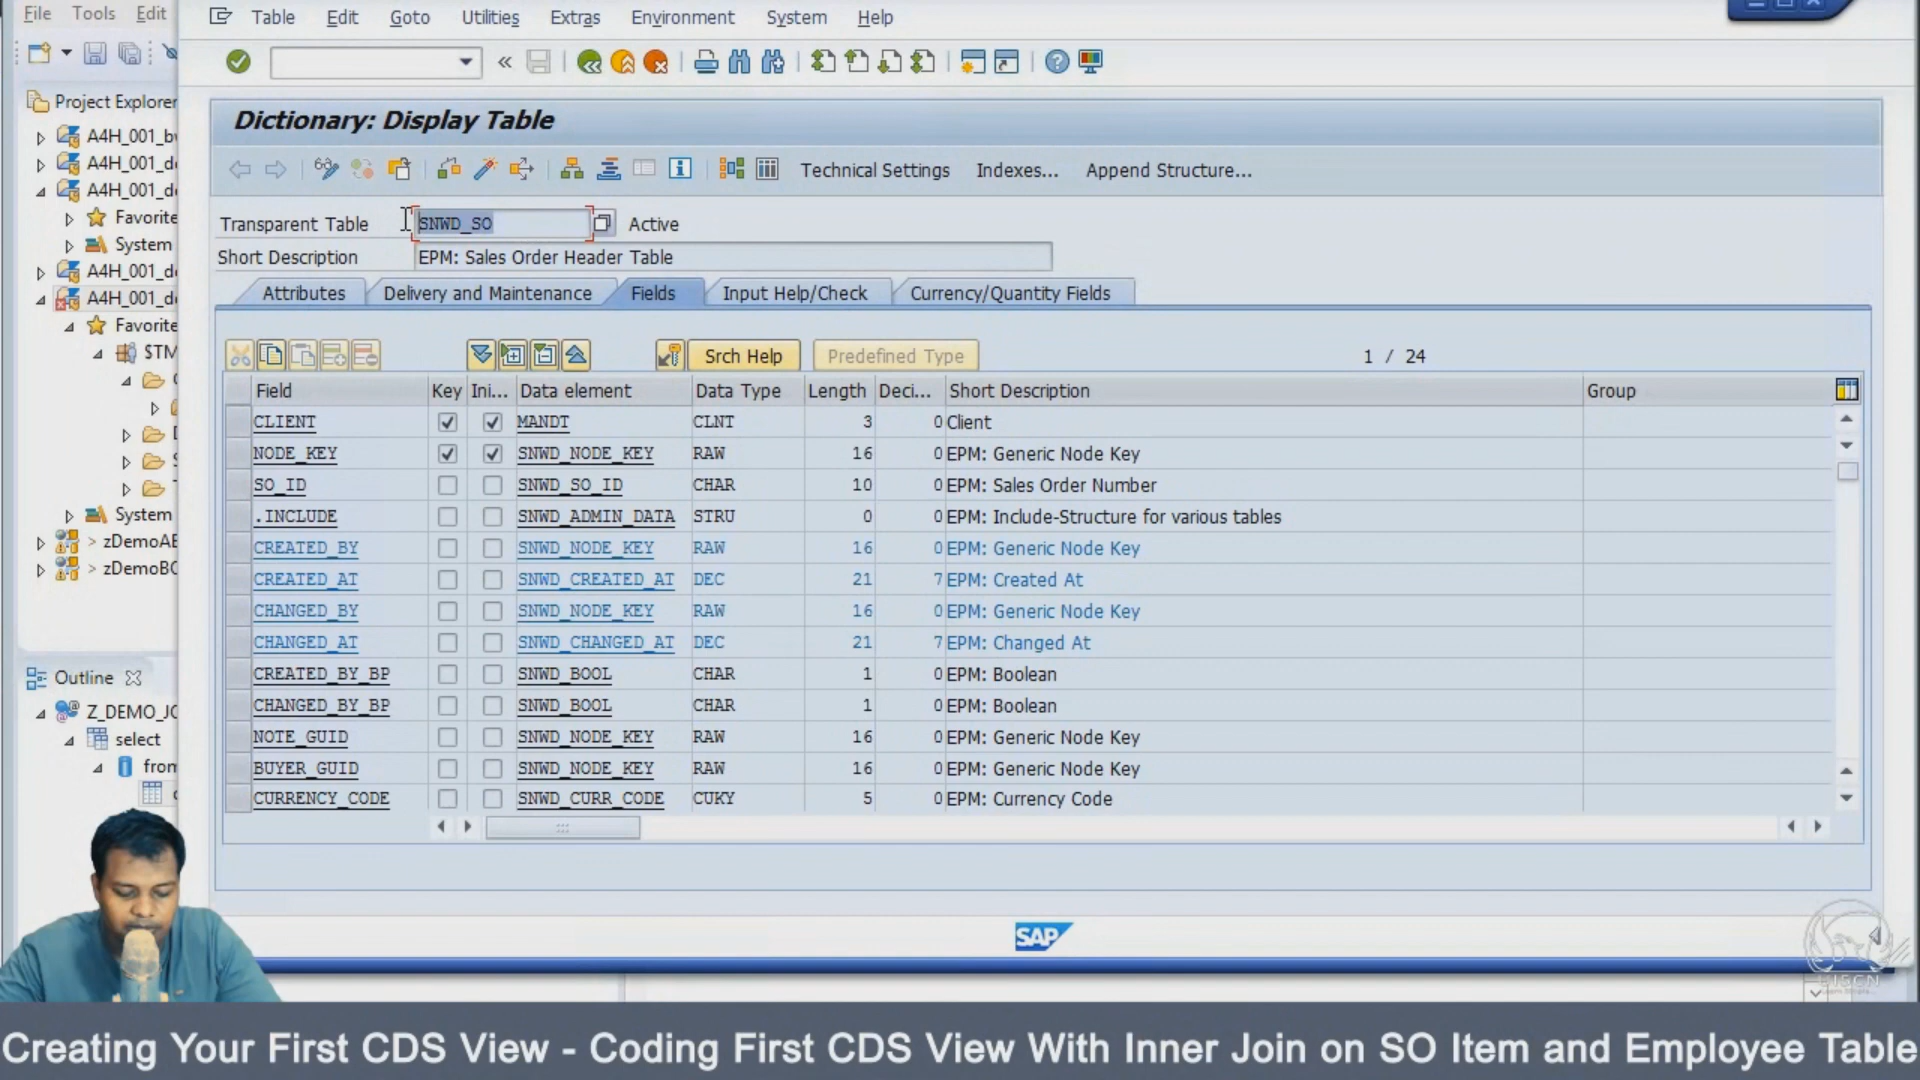 File Tools Edit
Table Edit Goto Utilities Extras Environment System Help
Dictionary: Display Table
Technical Settings Indexes... Append Structure...
Transparent Table SNWD_SO Active
Short Description EPM: Sales Order Header Table
Attributes Delivery and Maintenance Fields Input Help/Check Currency/Quantity Fields
Srch Help Predefined Type 1 / 24
Field Key Ini... Data element Data Type Length Deci... Short Description Group
CLIENT MANDT CLNT 3 0 Client
NODE_KEY SNWD_NODE_KEY RAW 16 0 EPM: Generic Node Key
SO_ID SNWD_SO_ID CHAR 10 0 EPM: Sales Order Number
.INCLUDE SNWD_ADMIN_DATA STRU 0 0 EPM: Include-Structure for various tables
CREATED_BY SNWD_NODE_KEY RAW 16 0 EPM: Generic Node Key
CREATED_AT SNWD_CREATED_AT DEC 21 7 EPM: Created At
CHANGED_BY SNWD_NODE_KEY RAW 16 0 EPM: Generic Node Key
CHANGED_AT SNWD_CHANGED_AT DEC 21 7 EPM: Changed At
CREATED_BY_BP SNWD_BOOL CHAR 1 0 EPM: Boolean
CHANGED_BY_BP SNWD_BOOL CHAR 1 0 EPM: Boolean
NOTE_GUID SNWD_NODE_KEY RAW 16 0 EPM: Generic Node Key
BUYER_GUID SNWD_NODE_KEY RAW 16 0 EPM: Generic Node Key
CURRENCY_CODE SNWD_CURR_CODE CUKY 5 0 EPM: Currency Code
SAP
Project Explorer
A4H_001_b
A4H_001_d
A4H_001_d
Favorite
System
A4H_001_d
A4H_001_d
Favorite
$TM
System
> zDemoAB
> zDemoBO
Outline
Z_DEMO_JO
select
from
Creating Your First CDS View - Coding First CDS View With Inner Join on SO Item and Employee Table